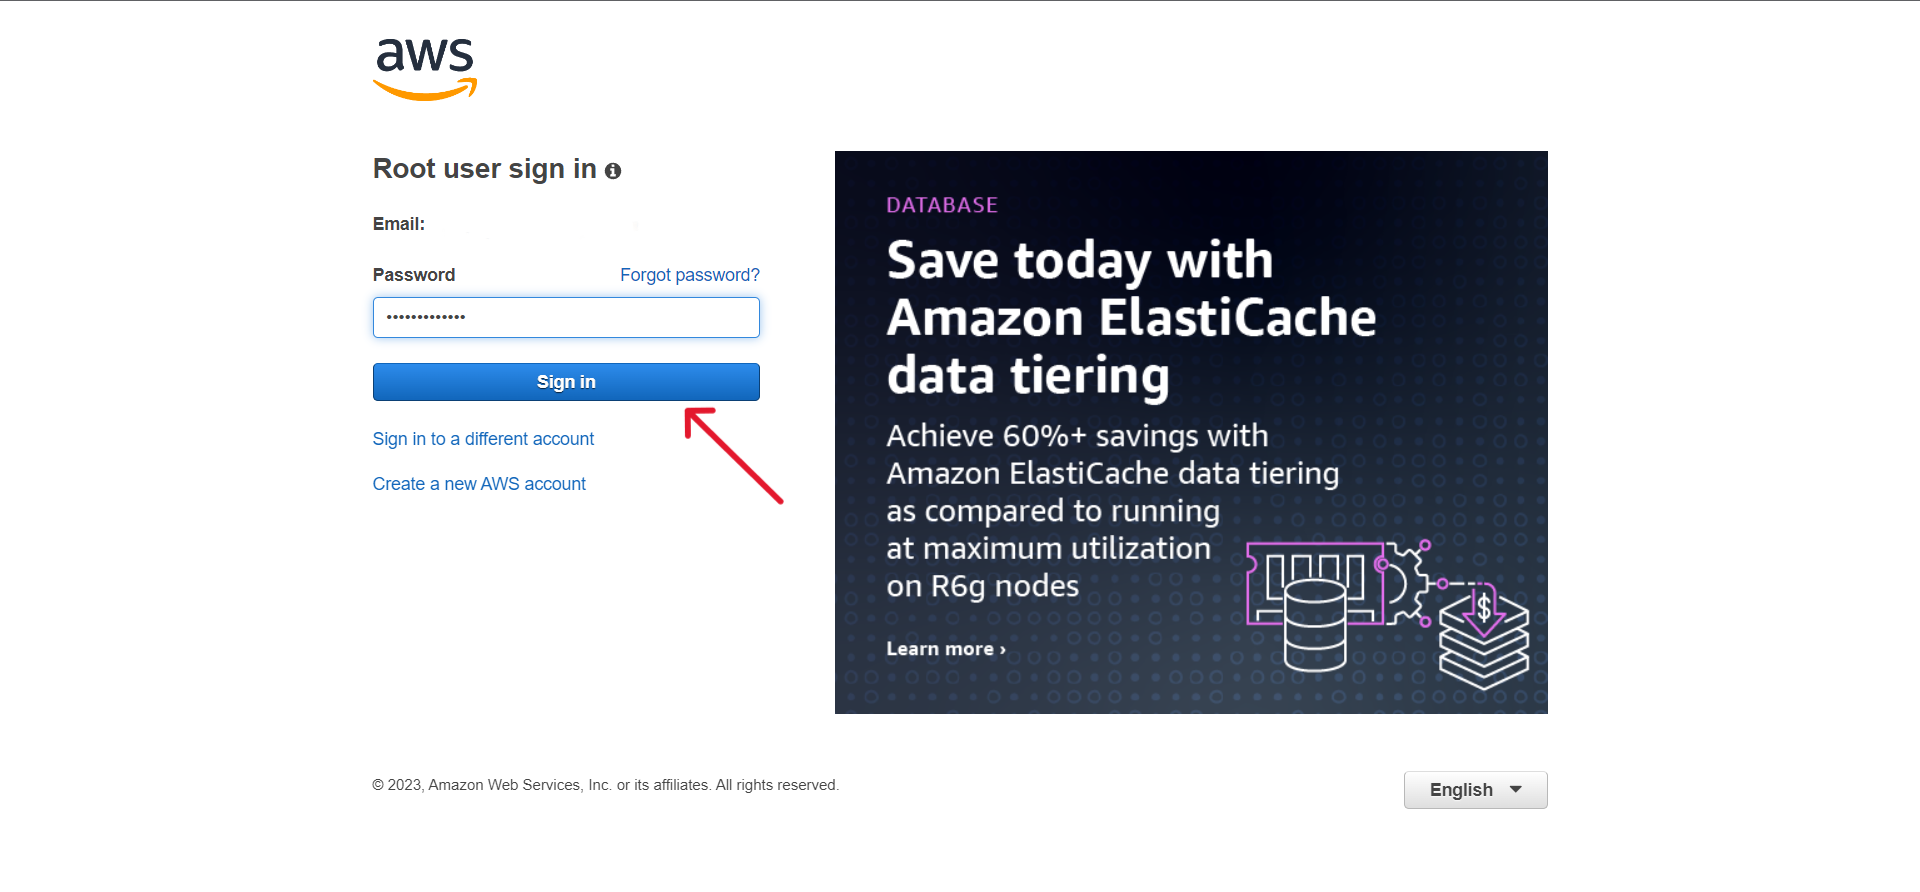 aws
Root user sign in
Email:
Password
Forgot password?
•••••••••••••
Sign in
Sign in to a different account
Create a new AWS account
DATABASE
Save today with
Amazon ElastiCache
data tiering
Achieve 60%+ savings with
Amazon ElastiCache data tiering
as compared to running
at maximum utilization
on R6g nodes
$
Learn more ›
© 2023, Amazon Web Services, Inc. or its affiliates. All rights reserved.
English